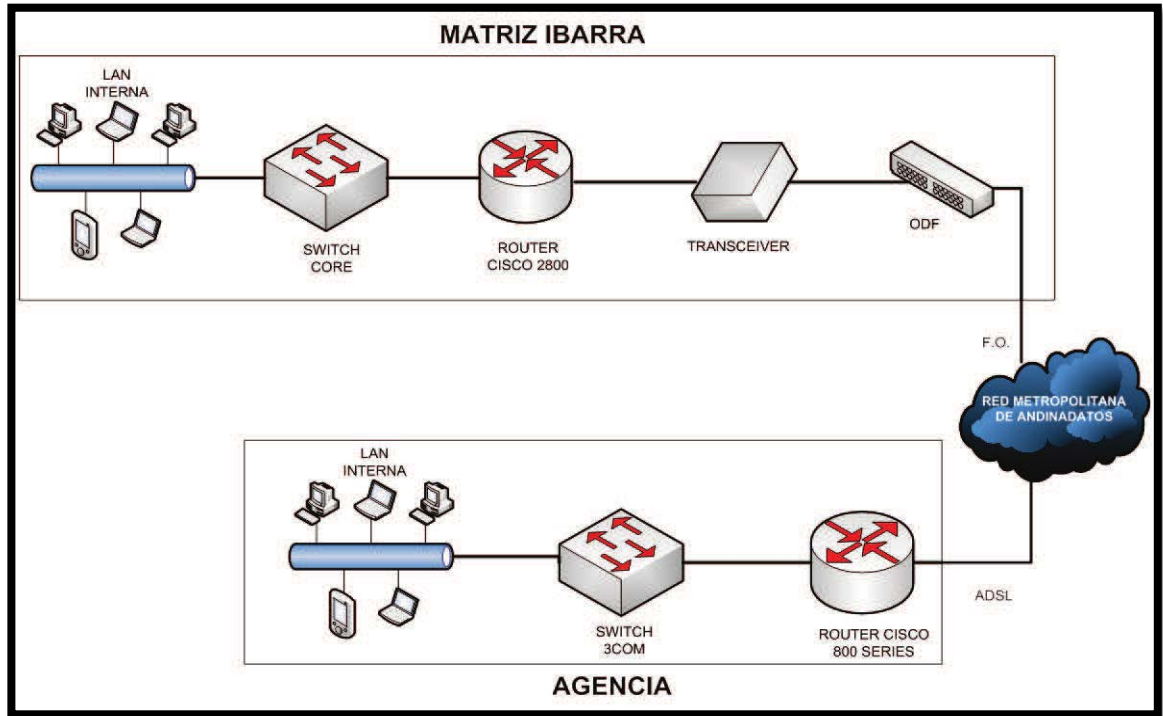 MATRIZ IBARRA
LAN
INTERNA
SWITCH
CORE
ROUTER
CISCO 2800
TRANSCEIVER
ODF
F.O.
RED METROPOLITANA
DE ANDINADATOS
LAN
INTERNA
SWITCH
3COM
ROUTER CISCO
800 SERIES
ADSL
AGENCIA